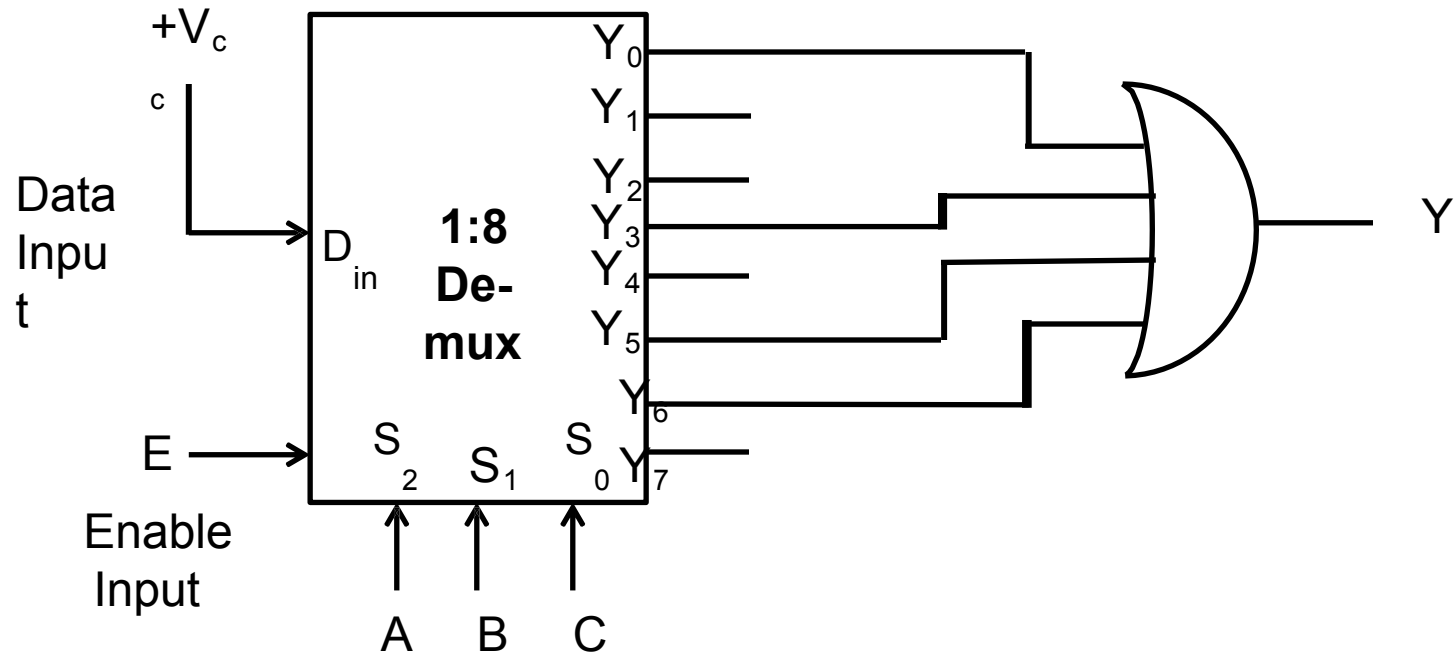 +Vc
c
Data
Inpu
t
Din
1:8
De-
mux
Y0
Y1
Y2
Y3
Y4
Y5
Y6
Y7
Y
E
Enable
Input
S2
S1
S0
A
B
C